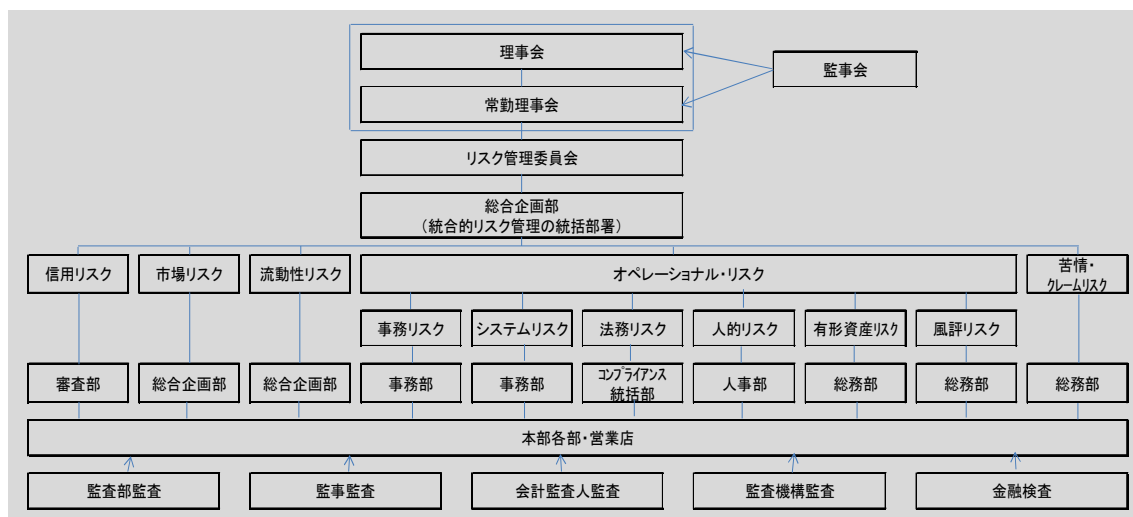 理事会
監事会
常勤理事会
リスク管理委員会
総合企画部
（統合的リスク管理の統括部署）
信用リスク
市場リスク
流動性リスク
オペレーショナル・リスク
苦情・
クレームリスク
事務リスク
システムリスク
法務リスク
人的リスク
有形資産リスク
風評リスク
審査部
総合企画部
総合企画部
事務部
事務部
コンプライアンス
統括部
人事部
総務部
総務部
総務部
本部各部・営業店
監査部監査
監事監査
会計監査人監査
監査機構監査
金融検査